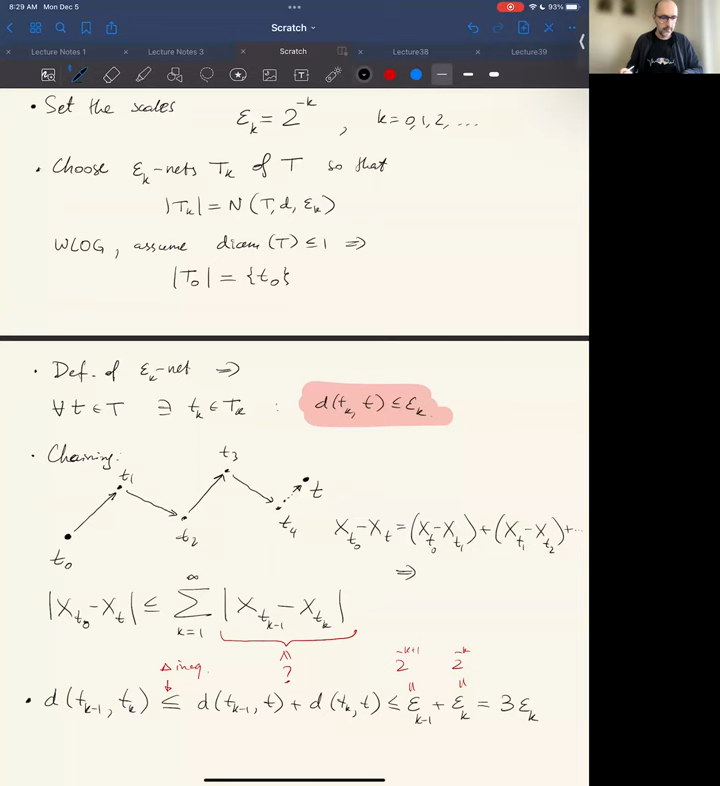 8:29 AM Mon Dec 5
93%
Scratch
Lecture Notes 1
Lecture Notes 3
Scratch
Lecture38
Lecture39
• Set the scales ε_k = 2^{-k}, k = 0, 1, 2, ...
• Choose ε_k-nets T_k of T so that
|T_k| = N(T, d, ε_k)
WLOG, assume diam(T) ≤ 1 ⇒
|T_0| = {t_0}
• Def. of ε_k-net ⇒
∀ t ∈ T ∃ t_k ∈ T_k : d(t_k, t) ≤ ε_k.
• Chaining:
t_0 t_1 t_2 t_3 t_4 t
X_{t_0} - X_t = (X_{t_0} - X_{t_1}) + (X_{t_1} - X_{t_2}) + ...
⇒
|X_{t_0} - X_t| ≤ ∑_{k=1}^{∞} |X_{t_{k-1}} - X_{t_k}|
?
Δ ineq.
2^{-k+1} 2^{-k}
• d(t_{k-1}, t_k) ≤ d(t_{k-1}, t) + d(t_k, t) ≤ ε_{k-1} + ε_k = 3ε_k